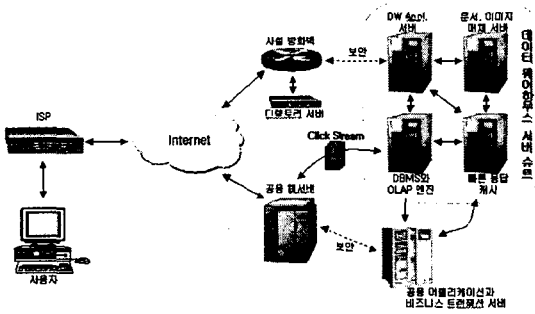 사설 방화벽
보안
DW Appl.
서버
문서, 이미지
매체 서버
데이터 웨어하우스 서버 슈트
디렉토리 서버
ISP
Internet
Click Stream
DBMS와
OLAP 엔진
빠른 응답
캐시
공용 웹서버
보안
사용자
공용 어플리케이션과
비즈니스 트랜잭션 서버